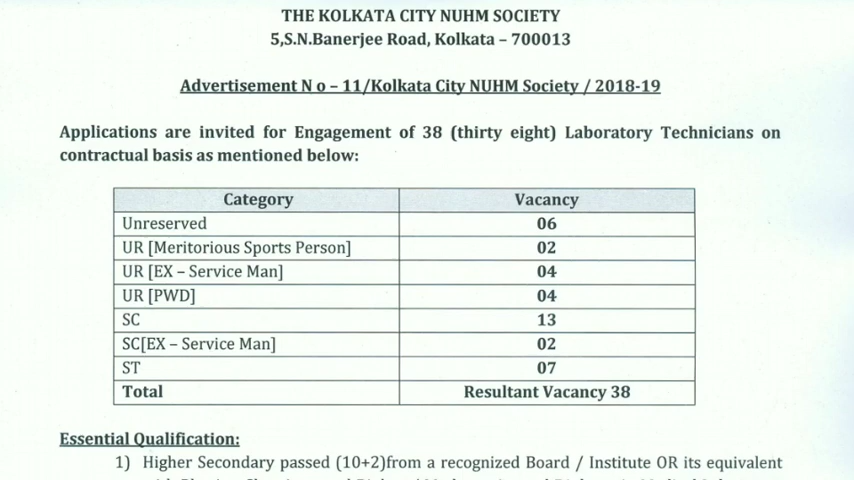 THE KOLKATA CITY NUHM SOCIETY
5,S.N.Banerjee Road, Kolkata – 700013
Advertisement N o – 11/Kolkata City NUHM Society / 2018-19
Applications are invited for Engagement of 38 (thirty eight) Laboratory Technicians on
contractual basis as mentioned below:
Category Vacancy
Unreserved 06
UR [Meritorious Sports Person] 02
UR [EX – Service Man] 04
UR [PWD] 04
SC 13
SC[EX – Service Man] 02
ST 07
Total Resultant Vacancy 38
Essential Qualification:
1) Higher Secondary passed (10+2)from a recognized Board / Institute OR its equivalent